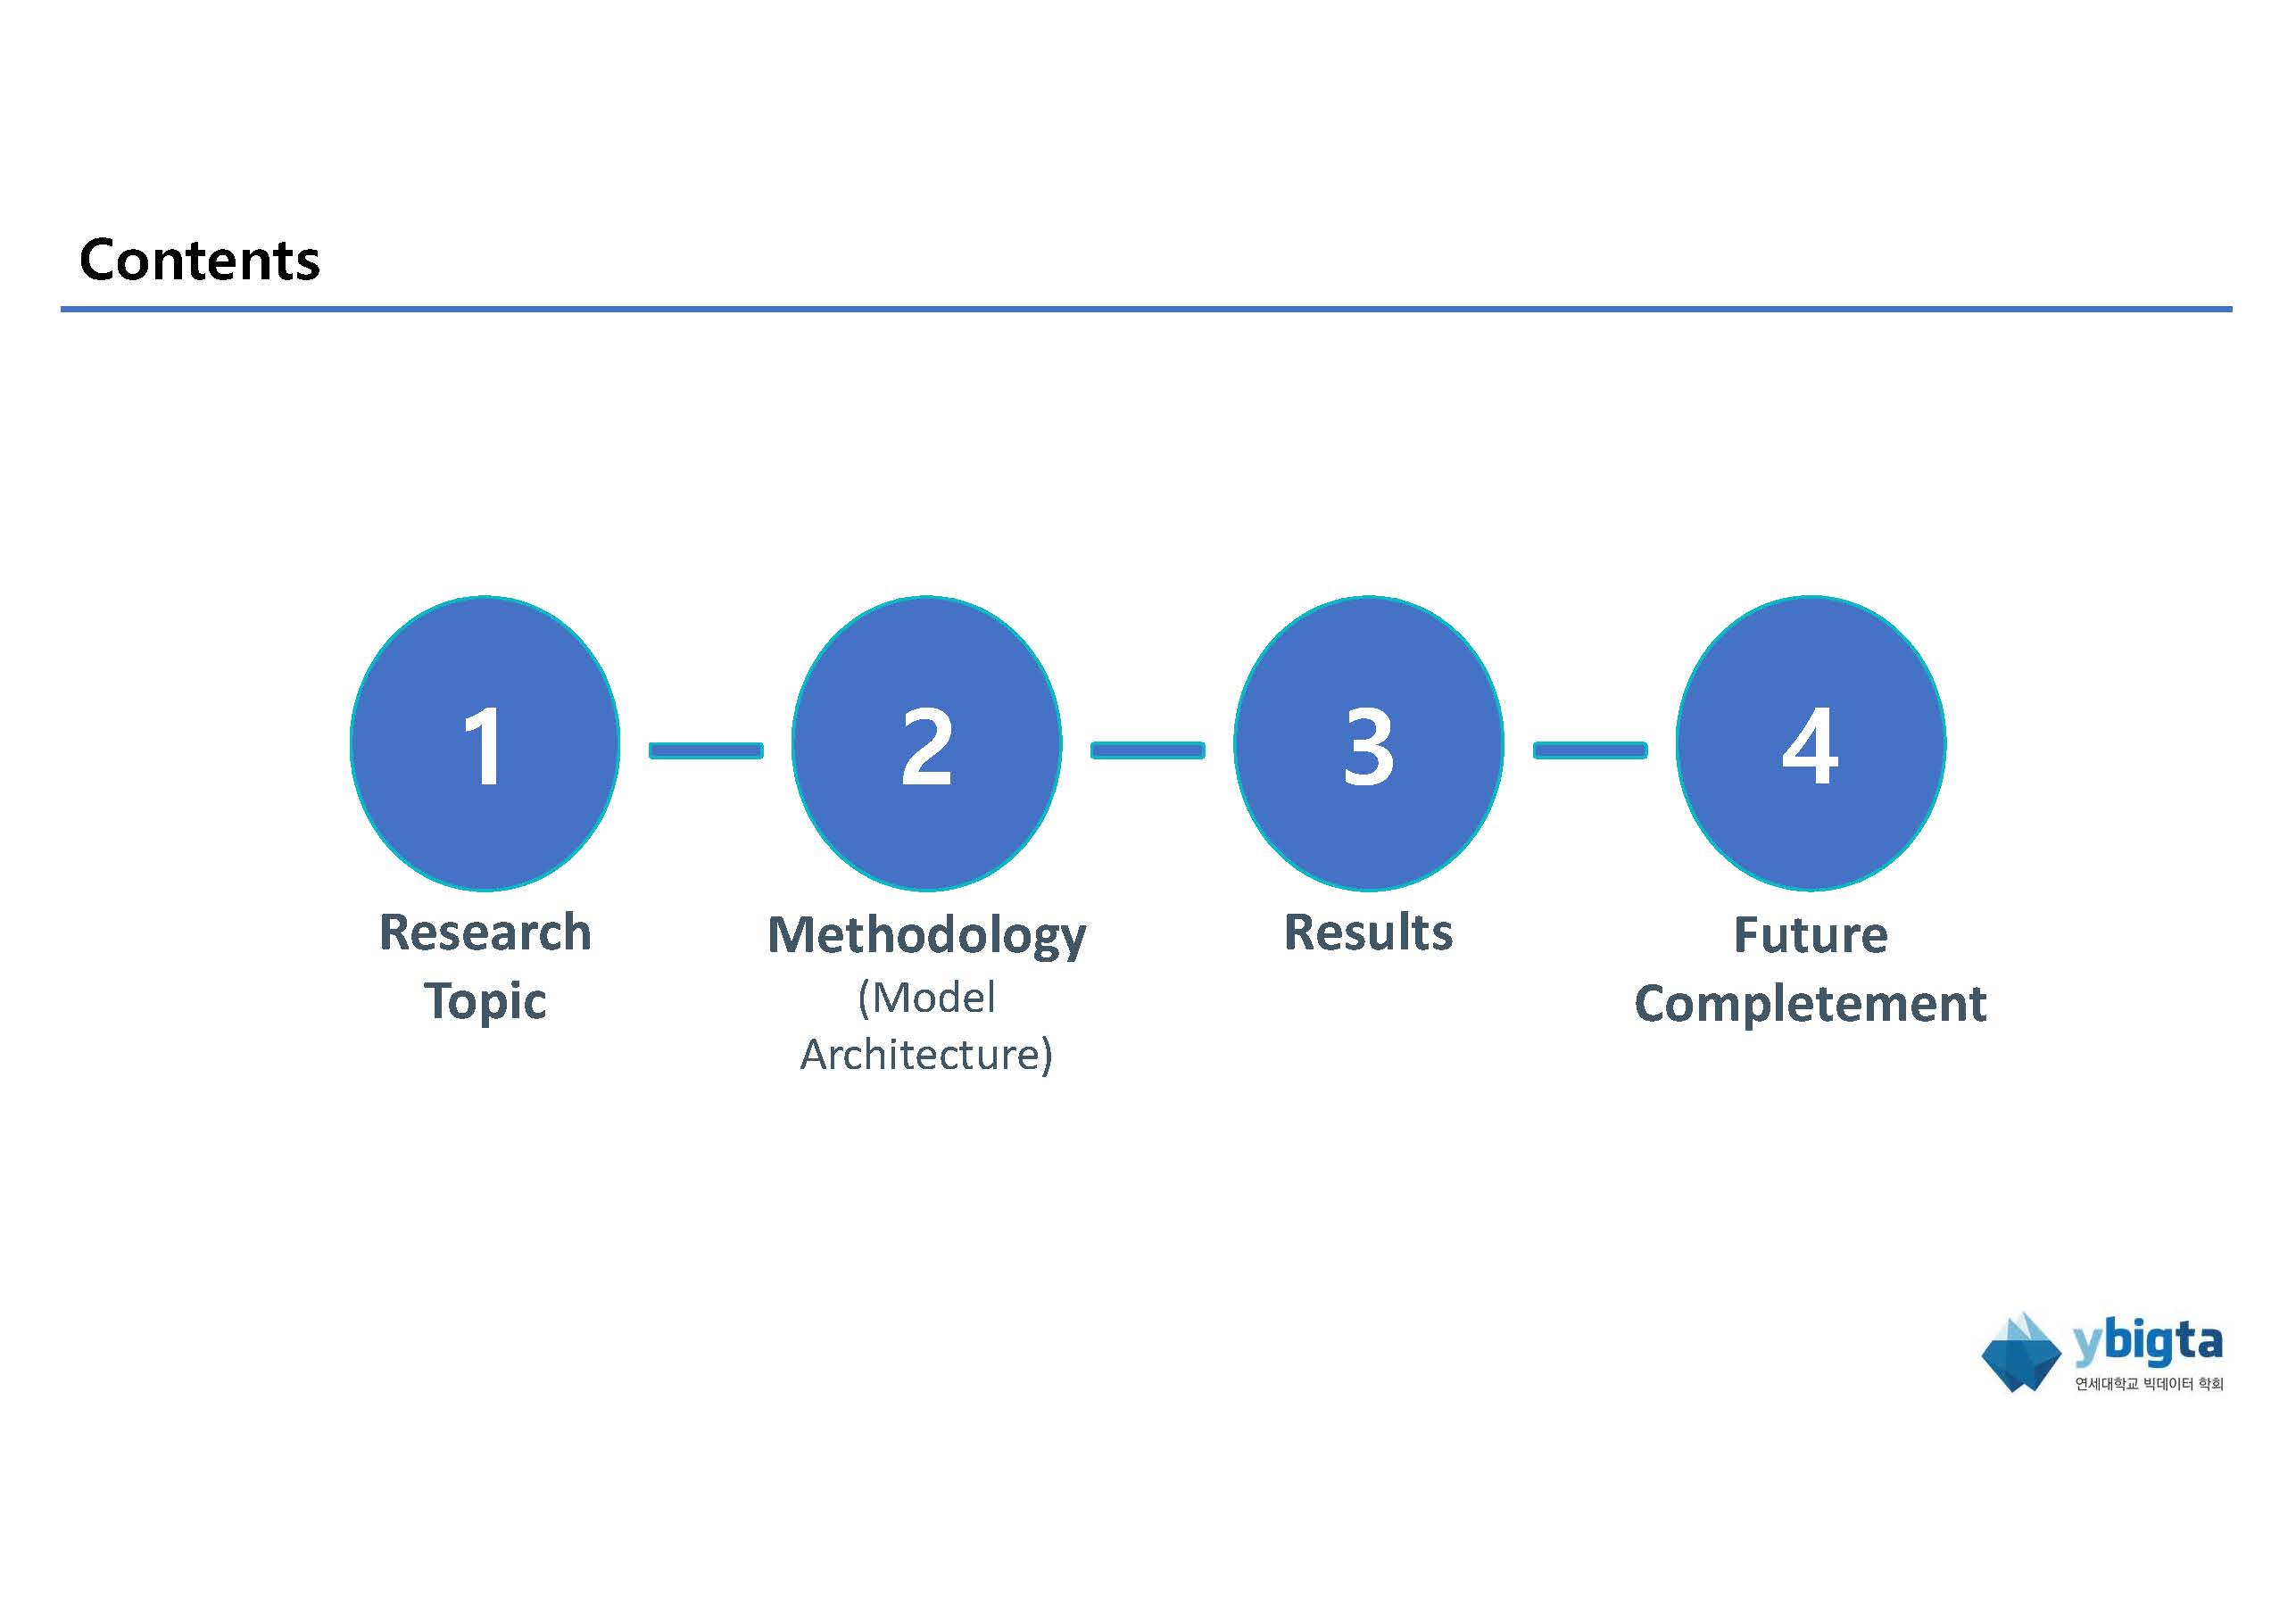 Contents
1
2
3
4
Research
Topic
Methodology
(Model
Architecture)
Results
Future
Completement
ybigta
연세대학교 빅데이터 학회